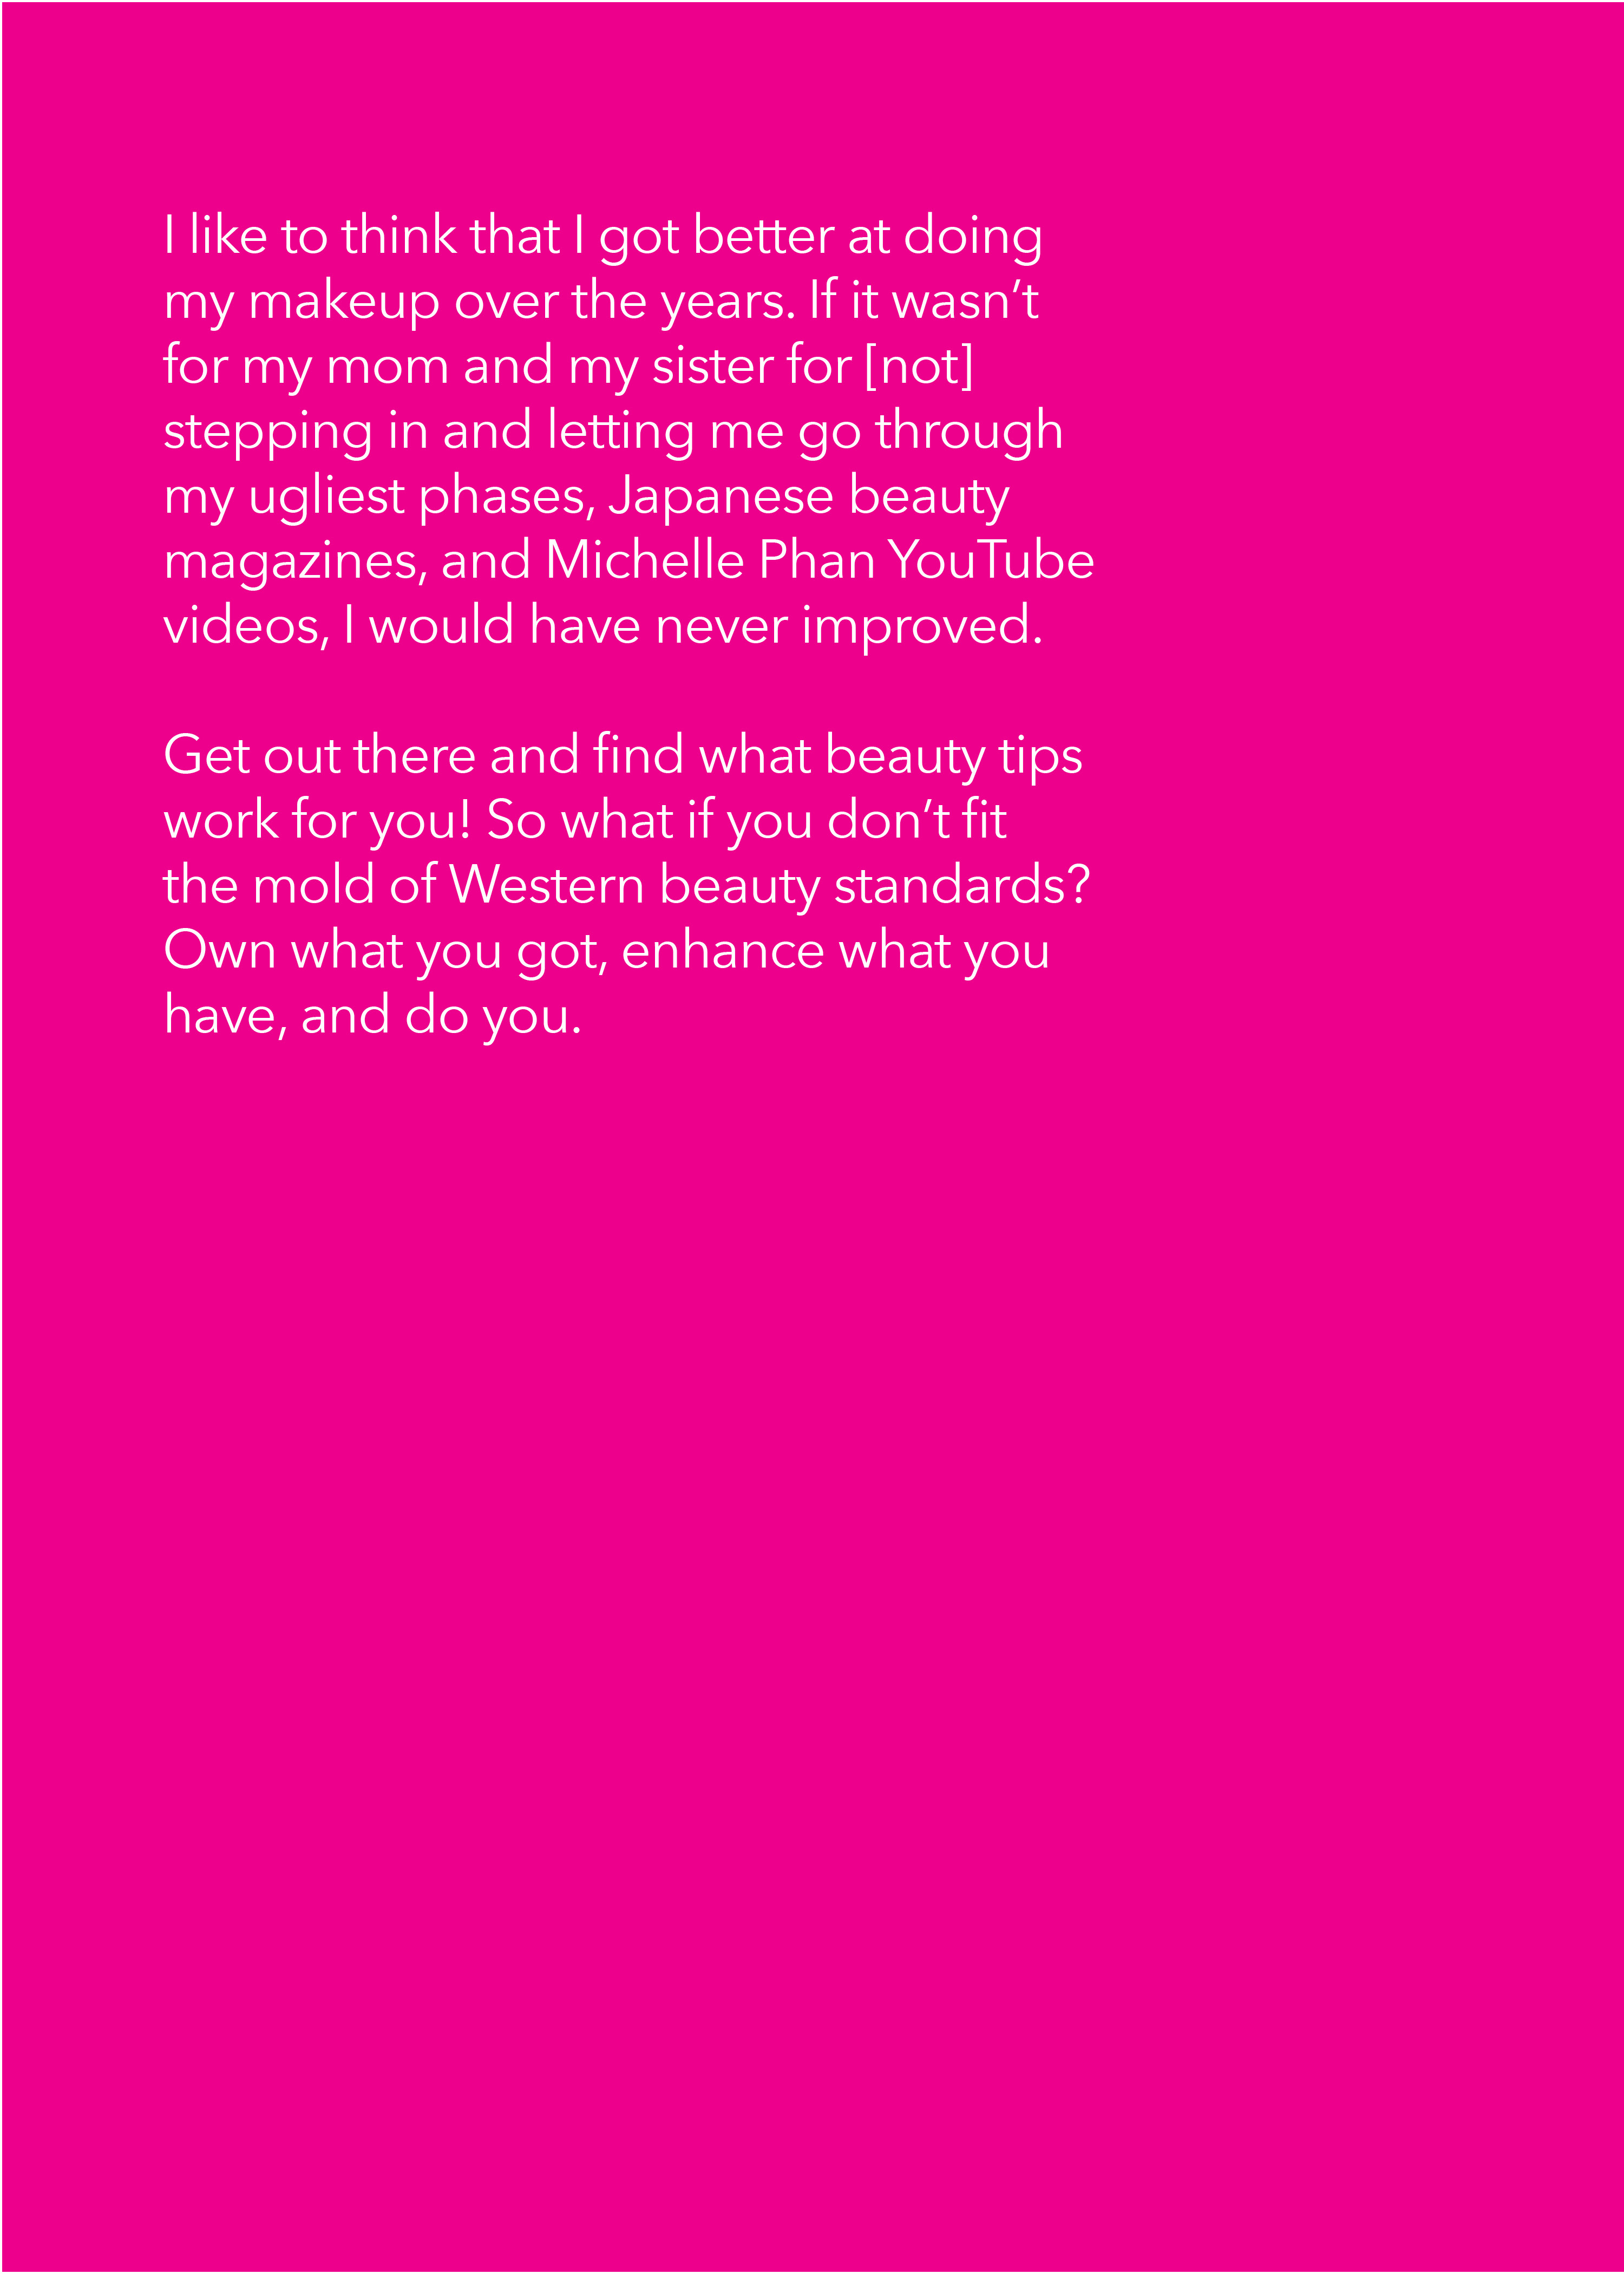 I like to think that I got better at doing
my makeup over the years. If it wasn’t
for my mom and my sister for [not]
stepping in and letting me go through
my ugliest phases, Japanese beauty
magazines, and Michelle Phan YouTube
videos, I would have never improved.

Get out there and find what beauty tips
work for you! So what if you don’t fit
the mold of Western beauty standards?
Own what you got, enhance what you
have, and do you.